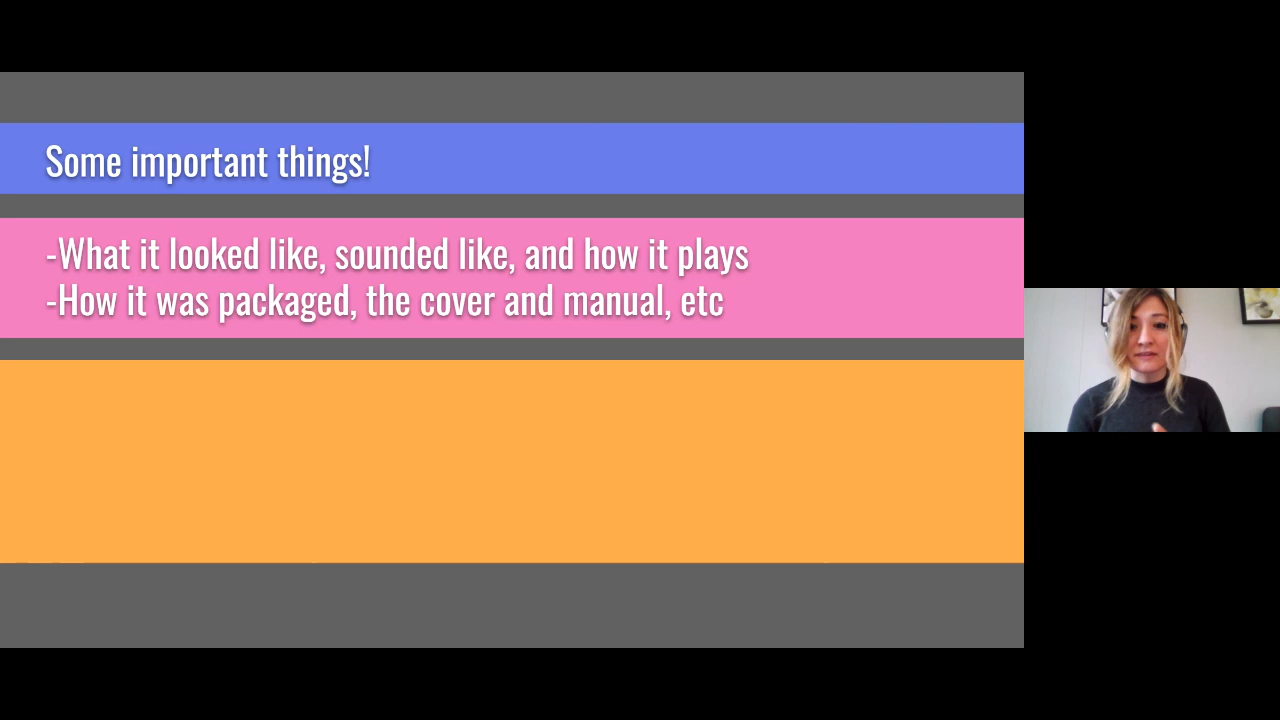 Some important things!
-What it looked like, sounded like, and how it plays
-How it was packaged, the cover and manual, etc